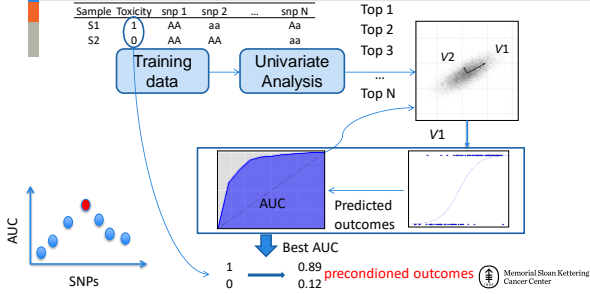 Sample Toxicity snp 1 snp 2 ... snp N
S1 1 AA aa Aa
S2 0 AA AA aa
Training
data
Univariate
Analysis
Top 1
Top 2
Top 3
...
Top N
V2
V1
V1
AUC
Predicted
outcomes
Best AUC
AUC
SNPs
1 0.89
0 0.12
precondioned outcomes
Memorial Sloan Kettering
Cancer Center